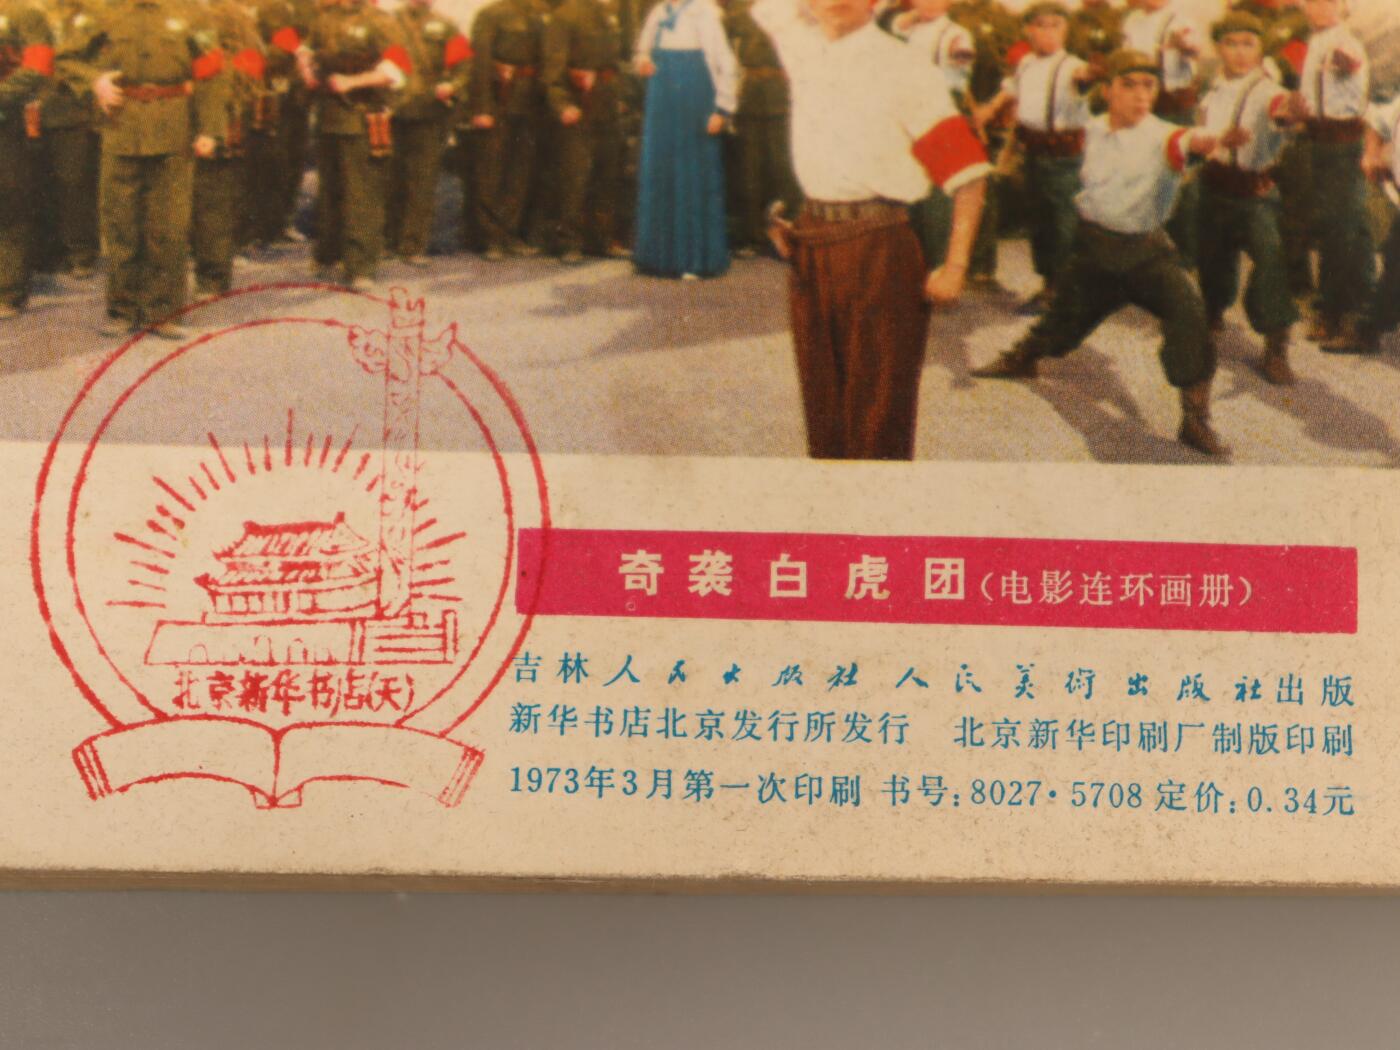 奇袭白虎团(电影连环画册)
吉林人民出版社 人民美術出版社出版
新华书店北京发行所发行 北京新华印刷厂制版印刷
1973年3月第一次印刷 书号:8027·5708 定价:0.34元
北京新华书店(天)